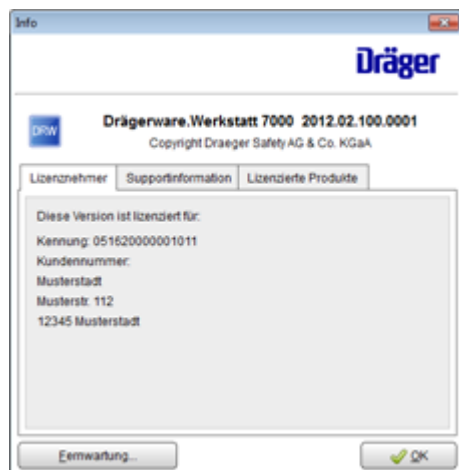 Info
Dräger
DRW
Drägerware.Werkstatt 7000 2012.02.100.0001
Copyright Draeger Safety AG & Co. KGaA
Lizenznehmer Supportinformation Lizenzierte Produkte
Diese Version ist lizenziert für:
Kennung: 051620000001011
Kundennummer:
Musterstadt
Musterstr. 112
12345 Musterstadt
Fernwartung... OK